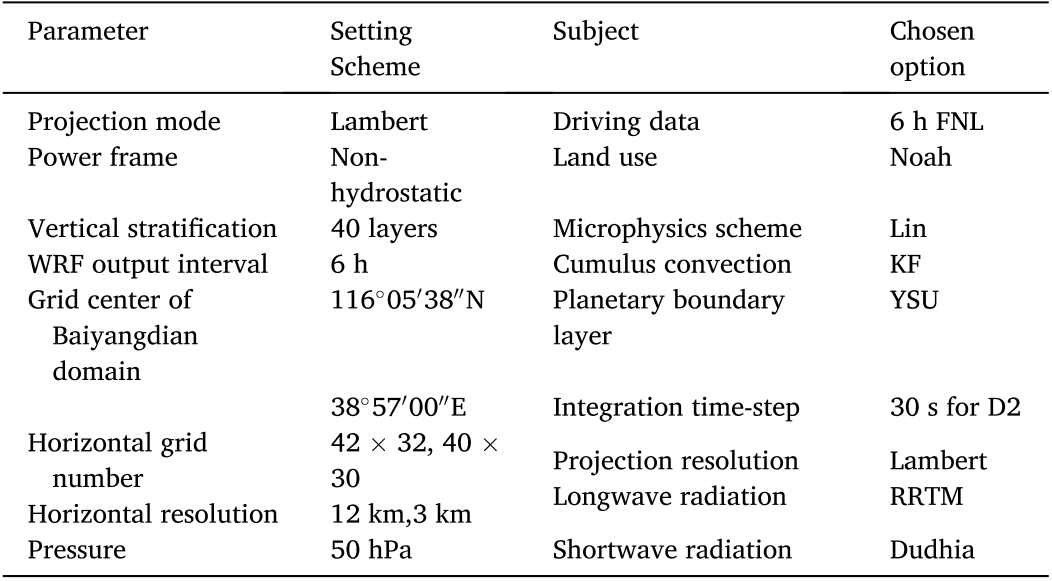 Parameter Setting Scheme Subject Chosen option
Projection mode Lambert Driving data 6 h FNL
Power frame Non-hydrostatic Land use Noah
Vertical stratification 40 layers Microphysics scheme Lin
WRF output interval 6 h Cumulus convection KF
Grid center of Baiyangdian domain 116°05′38″N Planetary boundary layer YSU
38°57′00″E Integration time-step 30 s for D2
Horizontal grid number 42 × 32, 40 × 30 Projection resolution Lambert
Longwave radiation RRTM
Horizontal resolution 12 km,3 km
Pressure 50 hPa Shortwave radiation Dudhia